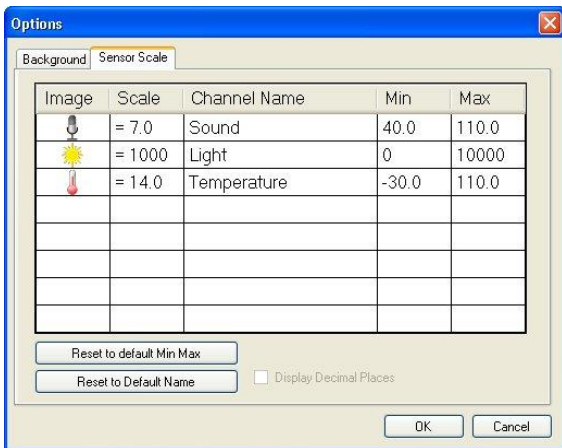 Options
Background Sensor Scale
Image Scale Channel Name Min Max
= 7.0 Sound 40.0 110.0
= 1000 Light 0 10000
= 14.0 Temperature -30.0 110.0
Reset to default Min Max
Reset to Default Name Display Decimal Places
OK Cancel